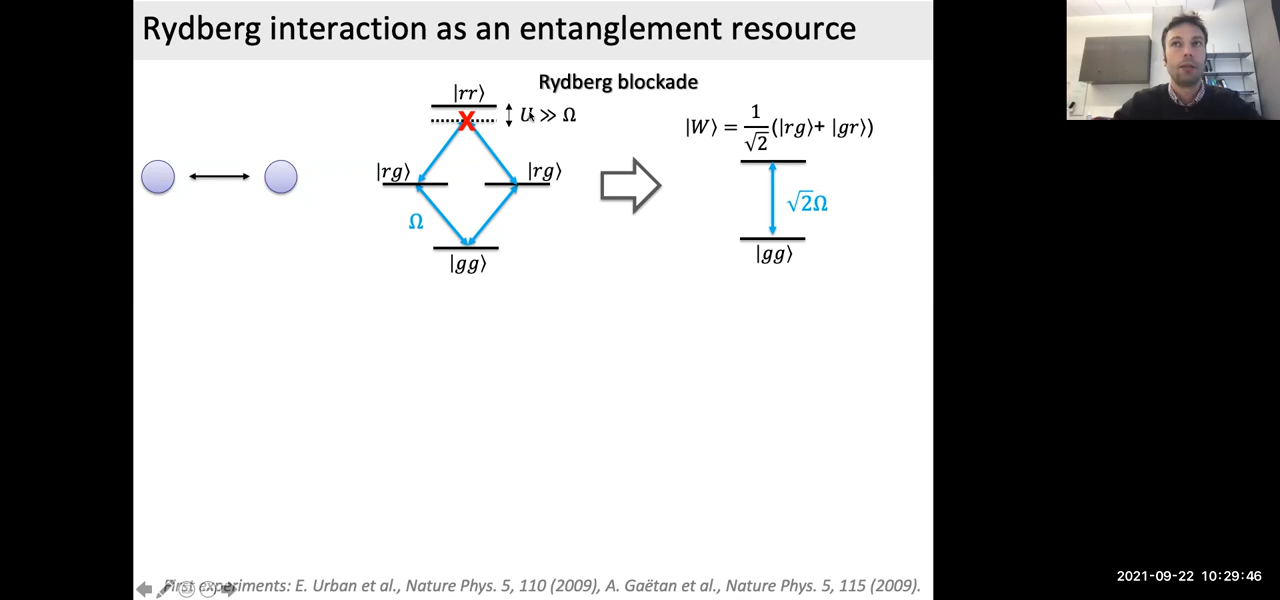 Rydberg interaction as an entanglement resource
Rydberg blockade
|rr⟩
U ≫ Ω
X
|rg⟩
|rg⟩
Ω
|gg⟩
|W⟩ = 1/√2 (|rg⟩+ |gr⟩)
√2Ω
|gg⟩
First experiments: E. Urban et al., Nature Phys. 5, 110 (2009), A. Gaëtan et al., Nature Phys. 5, 115 (2009).
2021-09-22 10:29:46